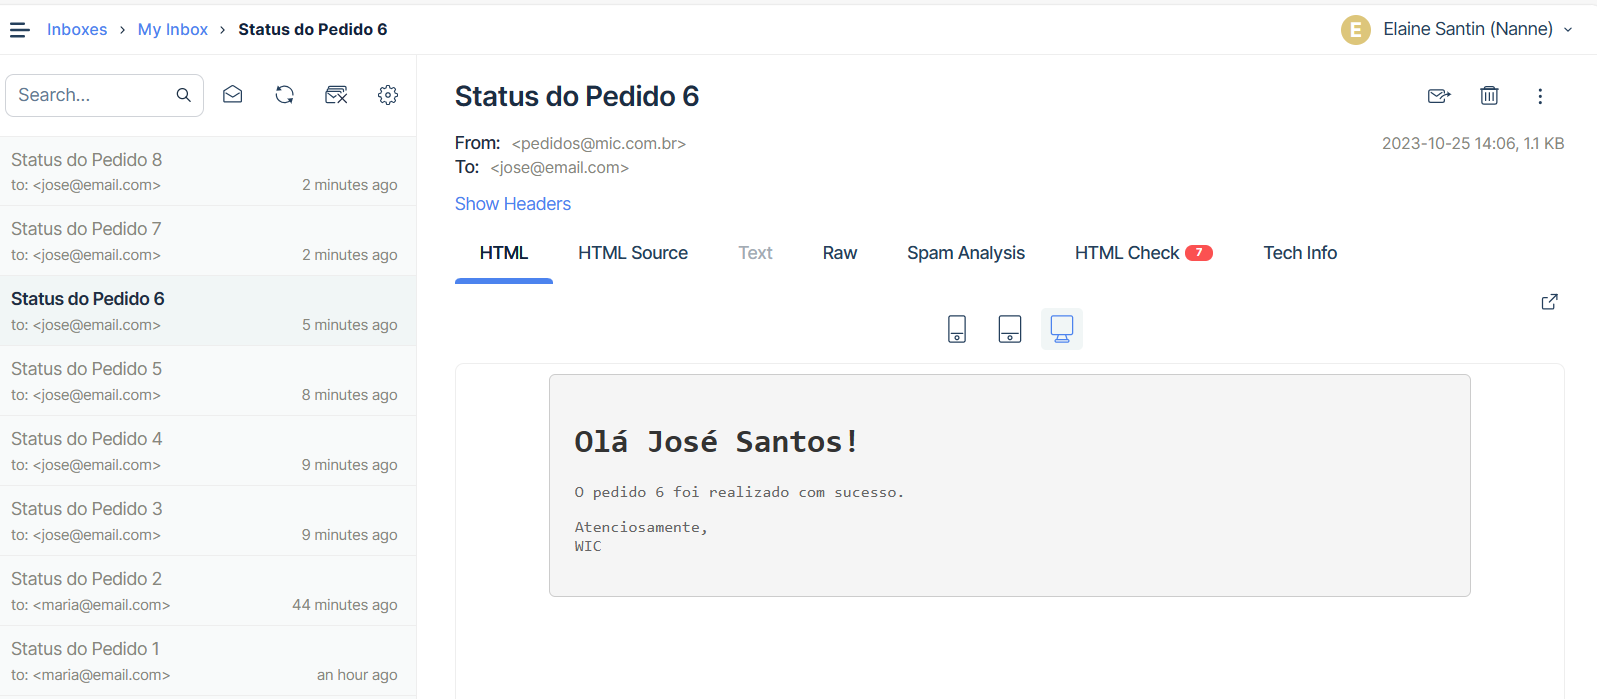 Inboxes › My Inbox › Status do Pedido 6
E Elaine Santin (Nanne)
Search...
Status do Pedido 8
to: <jose@email.com> 2 minutes ago
Status do Pedido 7
to: <jose@email.com> 2 minutes ago
Status do Pedido 6
to: <jose@email.com> 5 minutes ago
Status do Pedido 5
to: <jose@email.com> 8 minutes ago
Status do Pedido 4
to: <jose@email.com> 9 minutes ago
Status do Pedido 3
to: <jose@email.com> 9 minutes ago
Status do Pedido 2
to: <maria@email.com> 44 minutes ago
Status do Pedido 1
to: <maria@email.com> an hour ago
Status do Pedido 6
From: <pedidos@mic.com.br> 2023-10-25 14:06, 1.1 KB
To: <jose@email.com>
Show Headers
HTML HTML Source Text Raw Spam Analysis HTML Check 7 Tech Info
Olá José Santos!
O pedido 6 foi realizado com sucesso.
Atenciosamente,
WIC